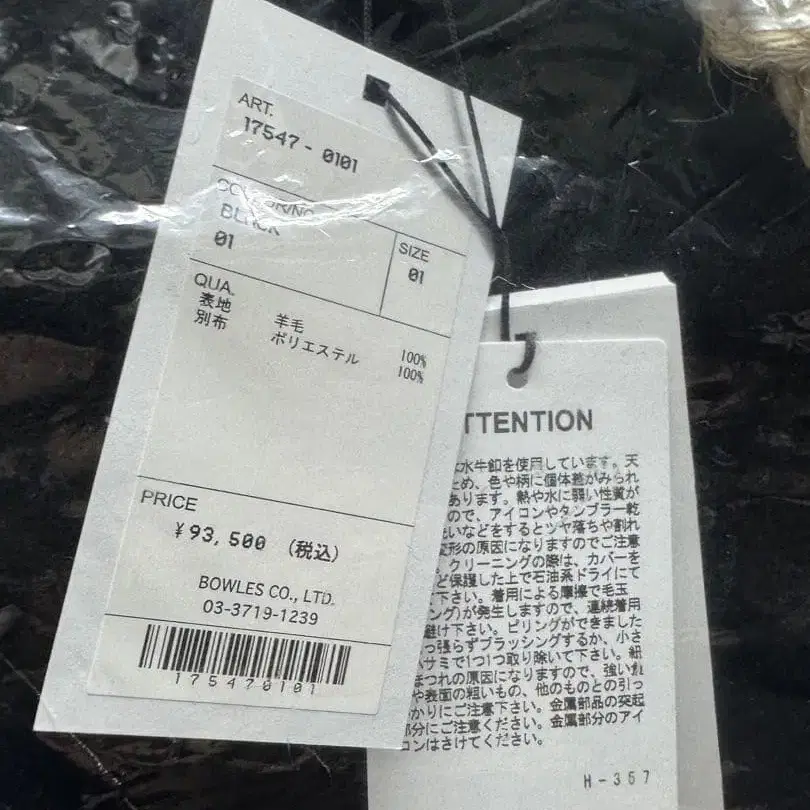 ART.
17547 - 0101
COLOUR/NO.
BLACK
01
SIZE
01
QUA.
表地 羊毛 100%
別布 ポリエステル 100%
PRICE
¥93,500 (税込)
BOWLES CO., LTD.
03-3719-1239
175470101
TTENTION
水牛釦を使用しています。天
ため、色や柄に個体差がみられ
あります。熱や水に弱い性質が
ので、アイロンやタンブラー乾
洗いなどをするとツヤ落ちや割れ
変形の原因になりますのでご注意
クリーニングの際は、カバーを
ど保護した上で石油系ドライにて
下さい。着用による摩擦で毛玉
ング)が発生しますので、連続着用
避け下さい。ピリングができました
っ張らずブラッシングするか、小さ
ハサミで1つ1つ取り除いて下さい。紐
ほつれの原因になりますので、強い
や表面の粗いもの、他のものとの引っ
かりにご注意下さい。金属部品の突起
部分にご注意ください。金属部分のアイ
ロンはさけてください。
H-357